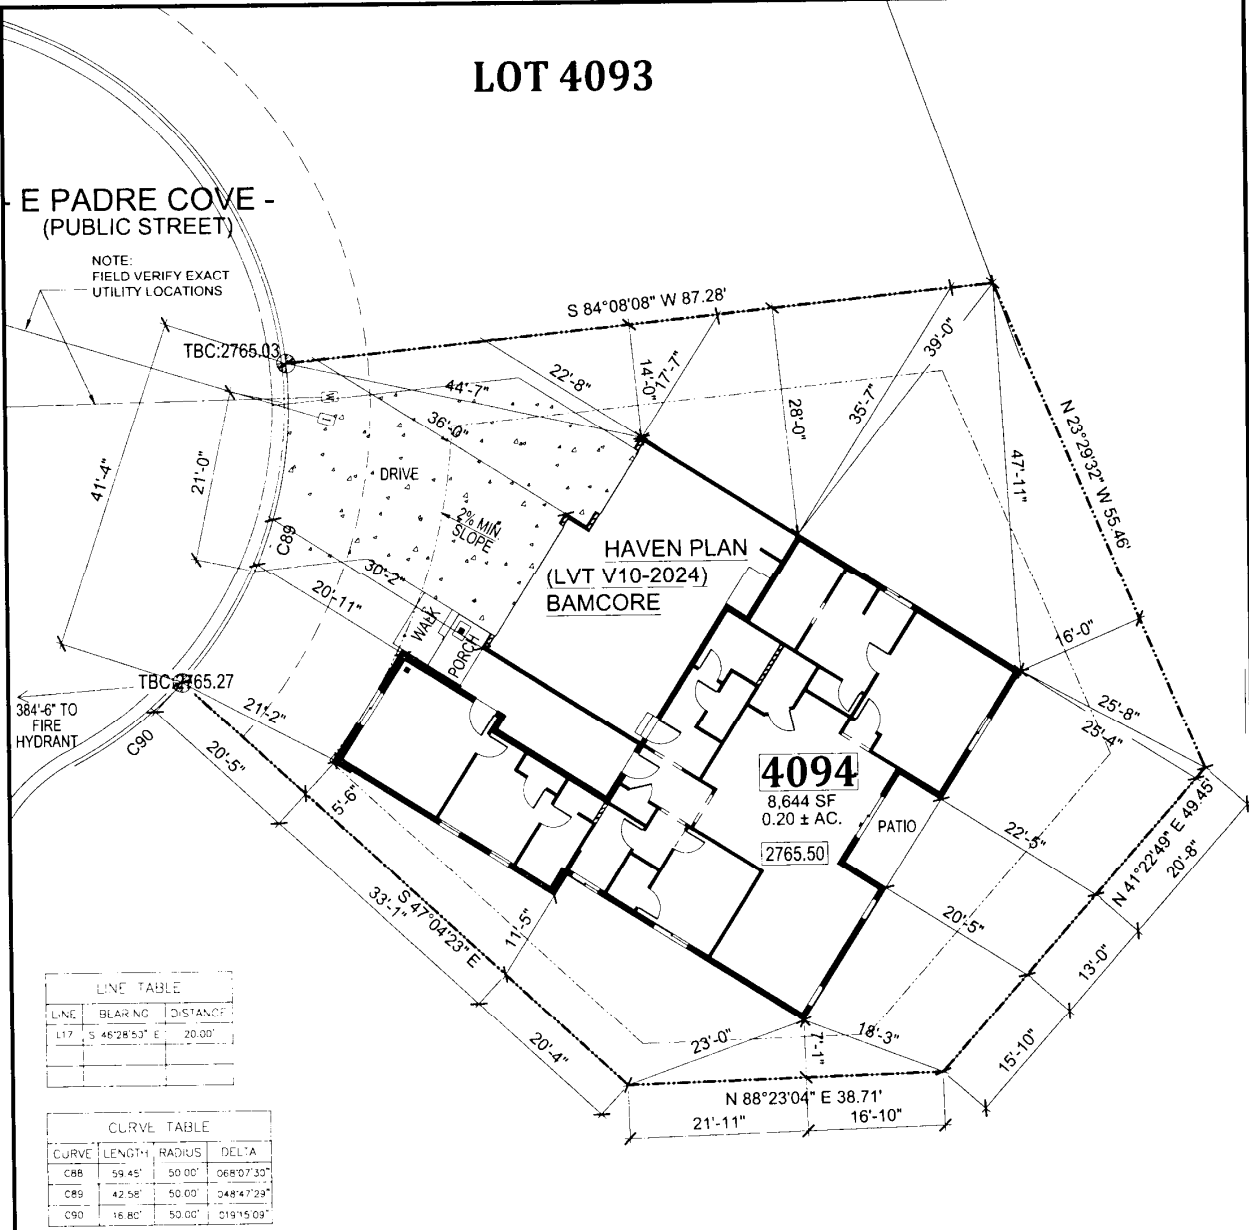 LOT 4093
- E PADRE COVE -
(PUBLIC STREET)
NOTE:
FIELD VERIFY EXACT
UTILITY LOCATIONS
S 84°08'08" W 87.28'
TBC:2765.03
44'-7"
22'-8"
14'-0"
17'-7"
39'-0"
35'-7"
28'-0"
36'-0"
W
N 23°29'32" W 55.46'
41'-4"
21'-0"
DRIVE
47'-11"
2% MIN
SLOPE
C89
HAVEN PLAN
(LVT V10-2024)
BAMCORE
30'-2"
20'-11"
WALK
PORCH
16'-0"
TBC:2765.27
384'-6" TO
FIRE
HYDRANT
21'-2"
C90
20'-5"
25'-8"
25'-4"
4094
8,644 SF
0.20 ± AC.
2765.50
PATIO
5'-6"
22'-5"
N 41°22'49" E 49.45'
20'-8"
S 47°04'23" E
33'-1"
11'-5"
20'-5"
13'-0"
20'-4"
23'-0"
7'-1"
18'-3"
15'-10"
N 88°23'04" E 38.71'
21'-11"
16'-10"
LINE TABLE
LINE BEARING DISTANCE
L17 S 46°28'50" E 20.00'
CURVE TABLE
CURVE LENGTH RADIUS DELTA
C88 59.45' 50.00' 068°07'30"
C89 42.58' 50.00' 048°47'29"
C90 16.80' 50.00' 019°15'09"